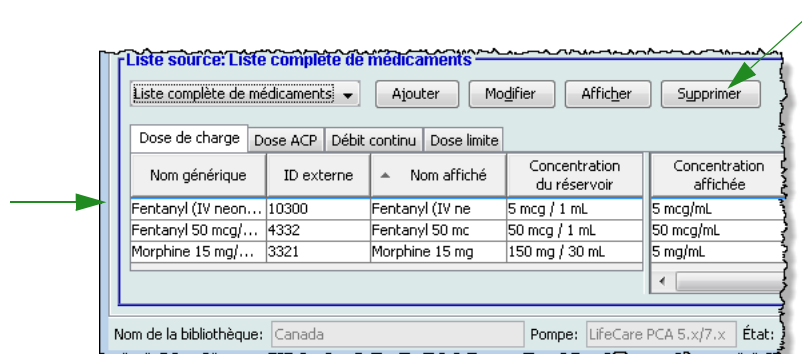 Liste source: Liste complète de médicaments
Liste complète de médicaments Ajouter Modifier Afficher Supprimer
Dose de charge Dose ACP Débit continu Dose limite
Nom générique ID externe Nom affiché Concentration du réservoir Concentration affichée
Fentanyl (IV neon... 10300 Fentanyl (IV ne 5 mcg / 1 mL 5 mcg/mL
Fentanyl 50 mcg/... 4332 Fentanyl 50 mc 50 mcg / 1 mL 50 mcg/mL
Morphine 15 mg/... 3321 Morphine 15 mg 150 mg / 30 mL 5 mg/mL
Nom de la bibliothèque: Canada Pompe: LifeCare PCA 5.x/7.x État: